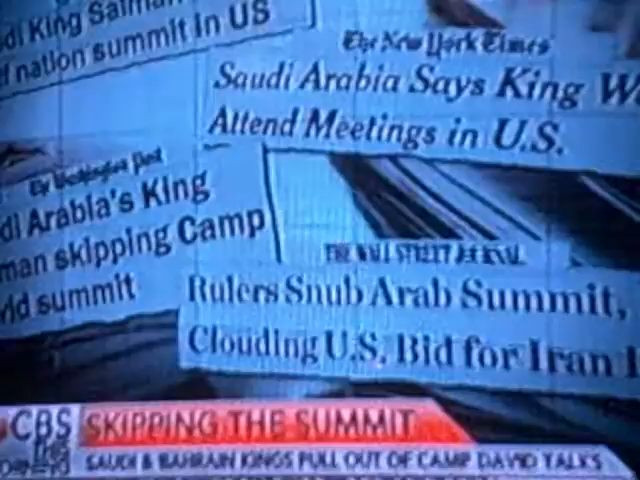 di King Salman
f nation summit in US
The New York Times
Saudi Arabia Says King W
Attend Meetings in U.S.
The Washington Post
di Arabia's King
man skipping Camp
vid summit
THE WALL STREET JOURNAL
Rulers Snub Arab Summit,
Clouding U.S. Bid for Iran
CBS
SKIPPING THE SUMMIT
SAUDI & BAHRAIN KINGS PULL OUT OF CAMP DAVID TALKS